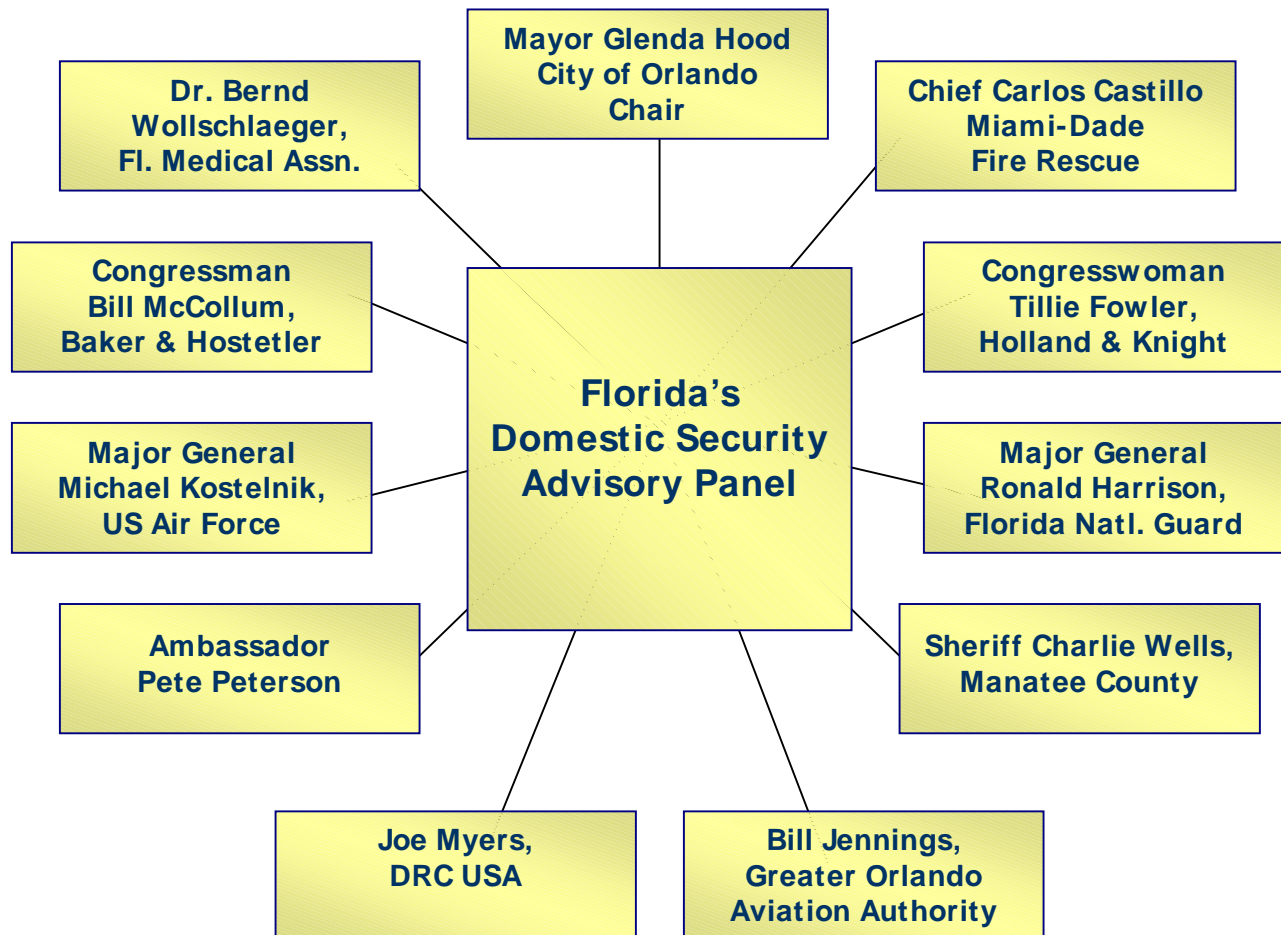 Mayor Glenda Hood
City of Orlando
Chair
Dr. Bernd
Wollschlaeger,
Fl. Medical Assn.
Chief Carlos Castillo
Miami-Dade
Fire Rescue
Congressman
Bill McCollum,
Baker & Hostetler
Congresswoman
Tillie Fowler,
Holland & Knight
Florida's
Domestic Security
Advisory Panel
Major General
Michael Kostelnik,
US Air Force
Major General
Ronald Harrison,
Florida Natl. Guard
Ambassador
Pete Peterson
Sheriff Charlie Wells,
Manatee County
Joe Myers,
DRC USA
Bill Jennings,
Greater Orlando
Aviation Authority